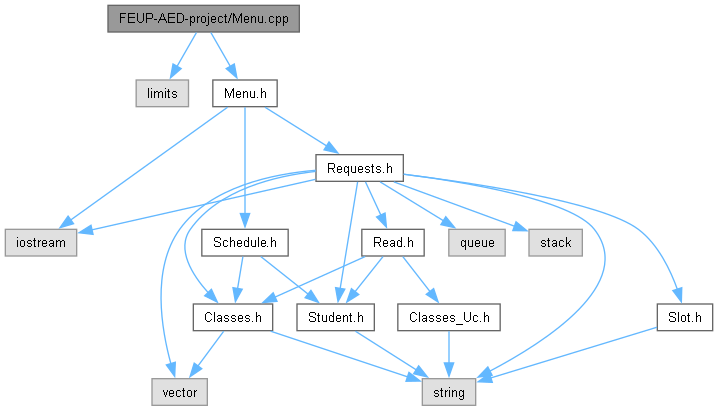 FEUP-AED-project/Menu.cpp
limits
Menu.h
Requests.h
iostream
Schedule.h
Read.h
queue
stack
Classes.h
Student.h
Classes_Uc.h
Slot.h
vector
string